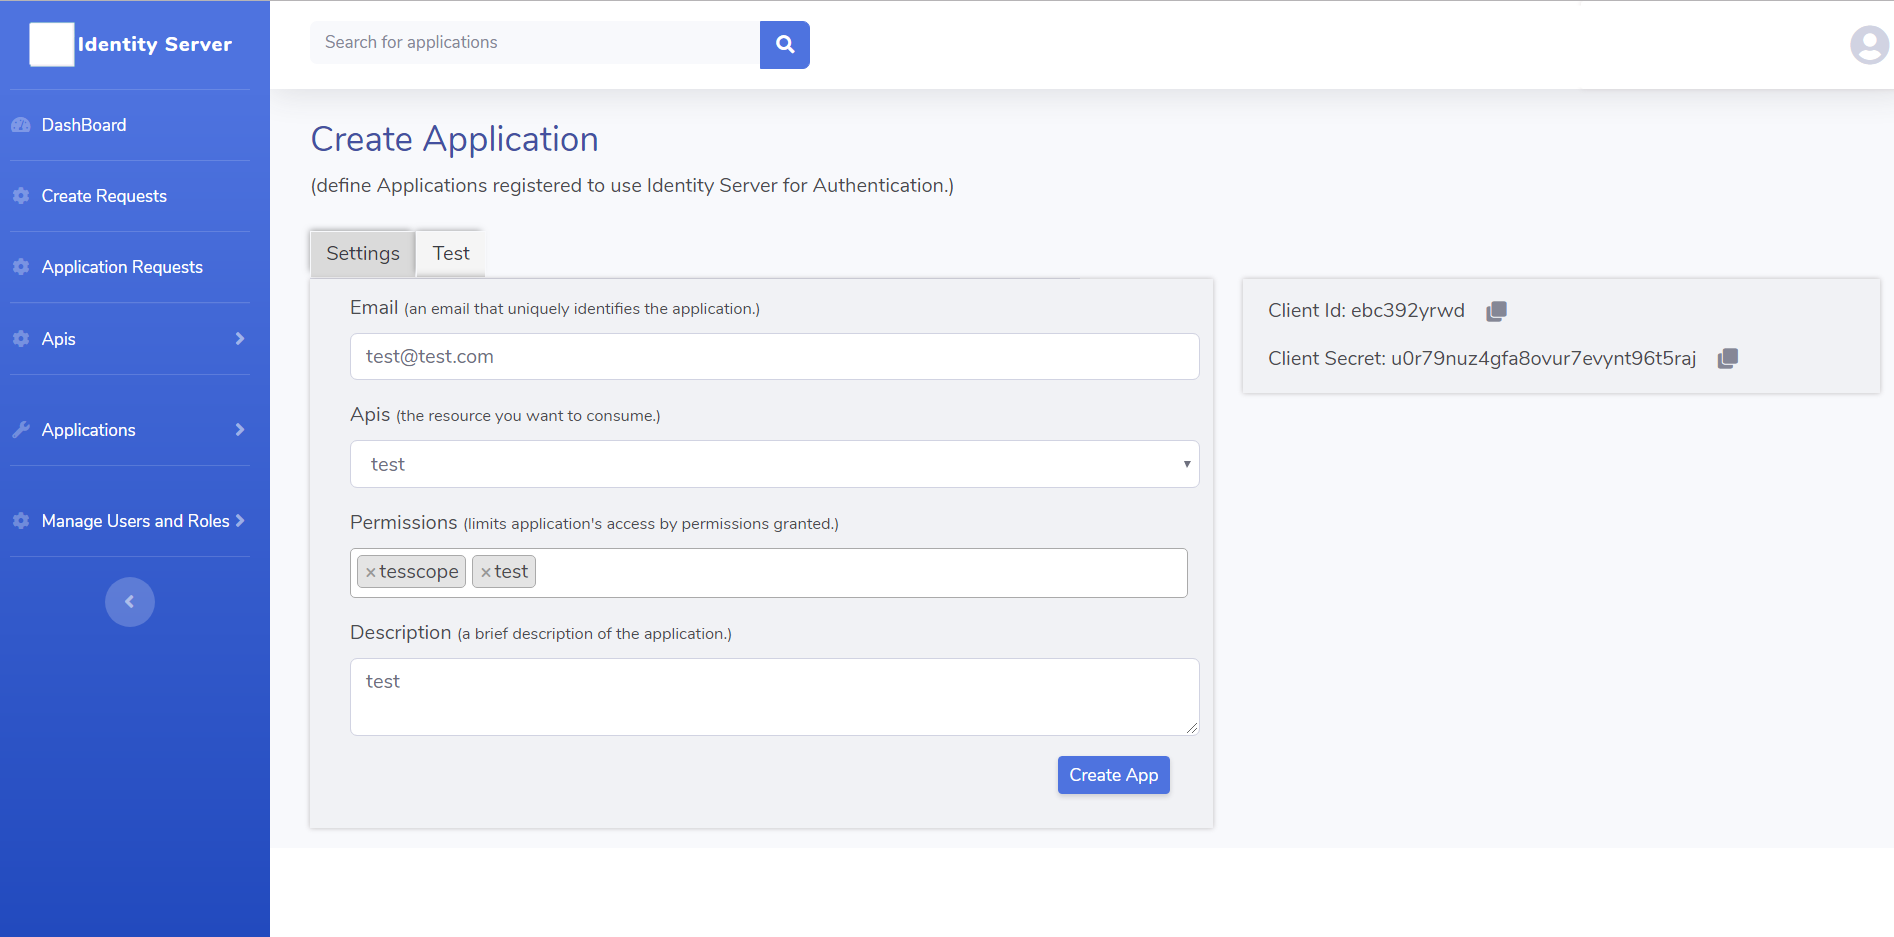 Identity Server
Search for applications
DashBoard
Create Requests
Application Requests
Apis
Applications
Manage Users and Roles
Create Application
(define Applications registered to use Identity Server for Authentication.)
Settings
Test
Email (an email that uniquely identifies the application.)
test@test.com
Apis (the resource you want to consume.)
test
Permissions (limits application's access by permissions granted.)
×tesscope ×test
Description (a brief description of the application.)
test
Create App
Client Id: ebc392yrwd
Client Secret: u0r79nuz4gfa8ovur7evynt96t5raj